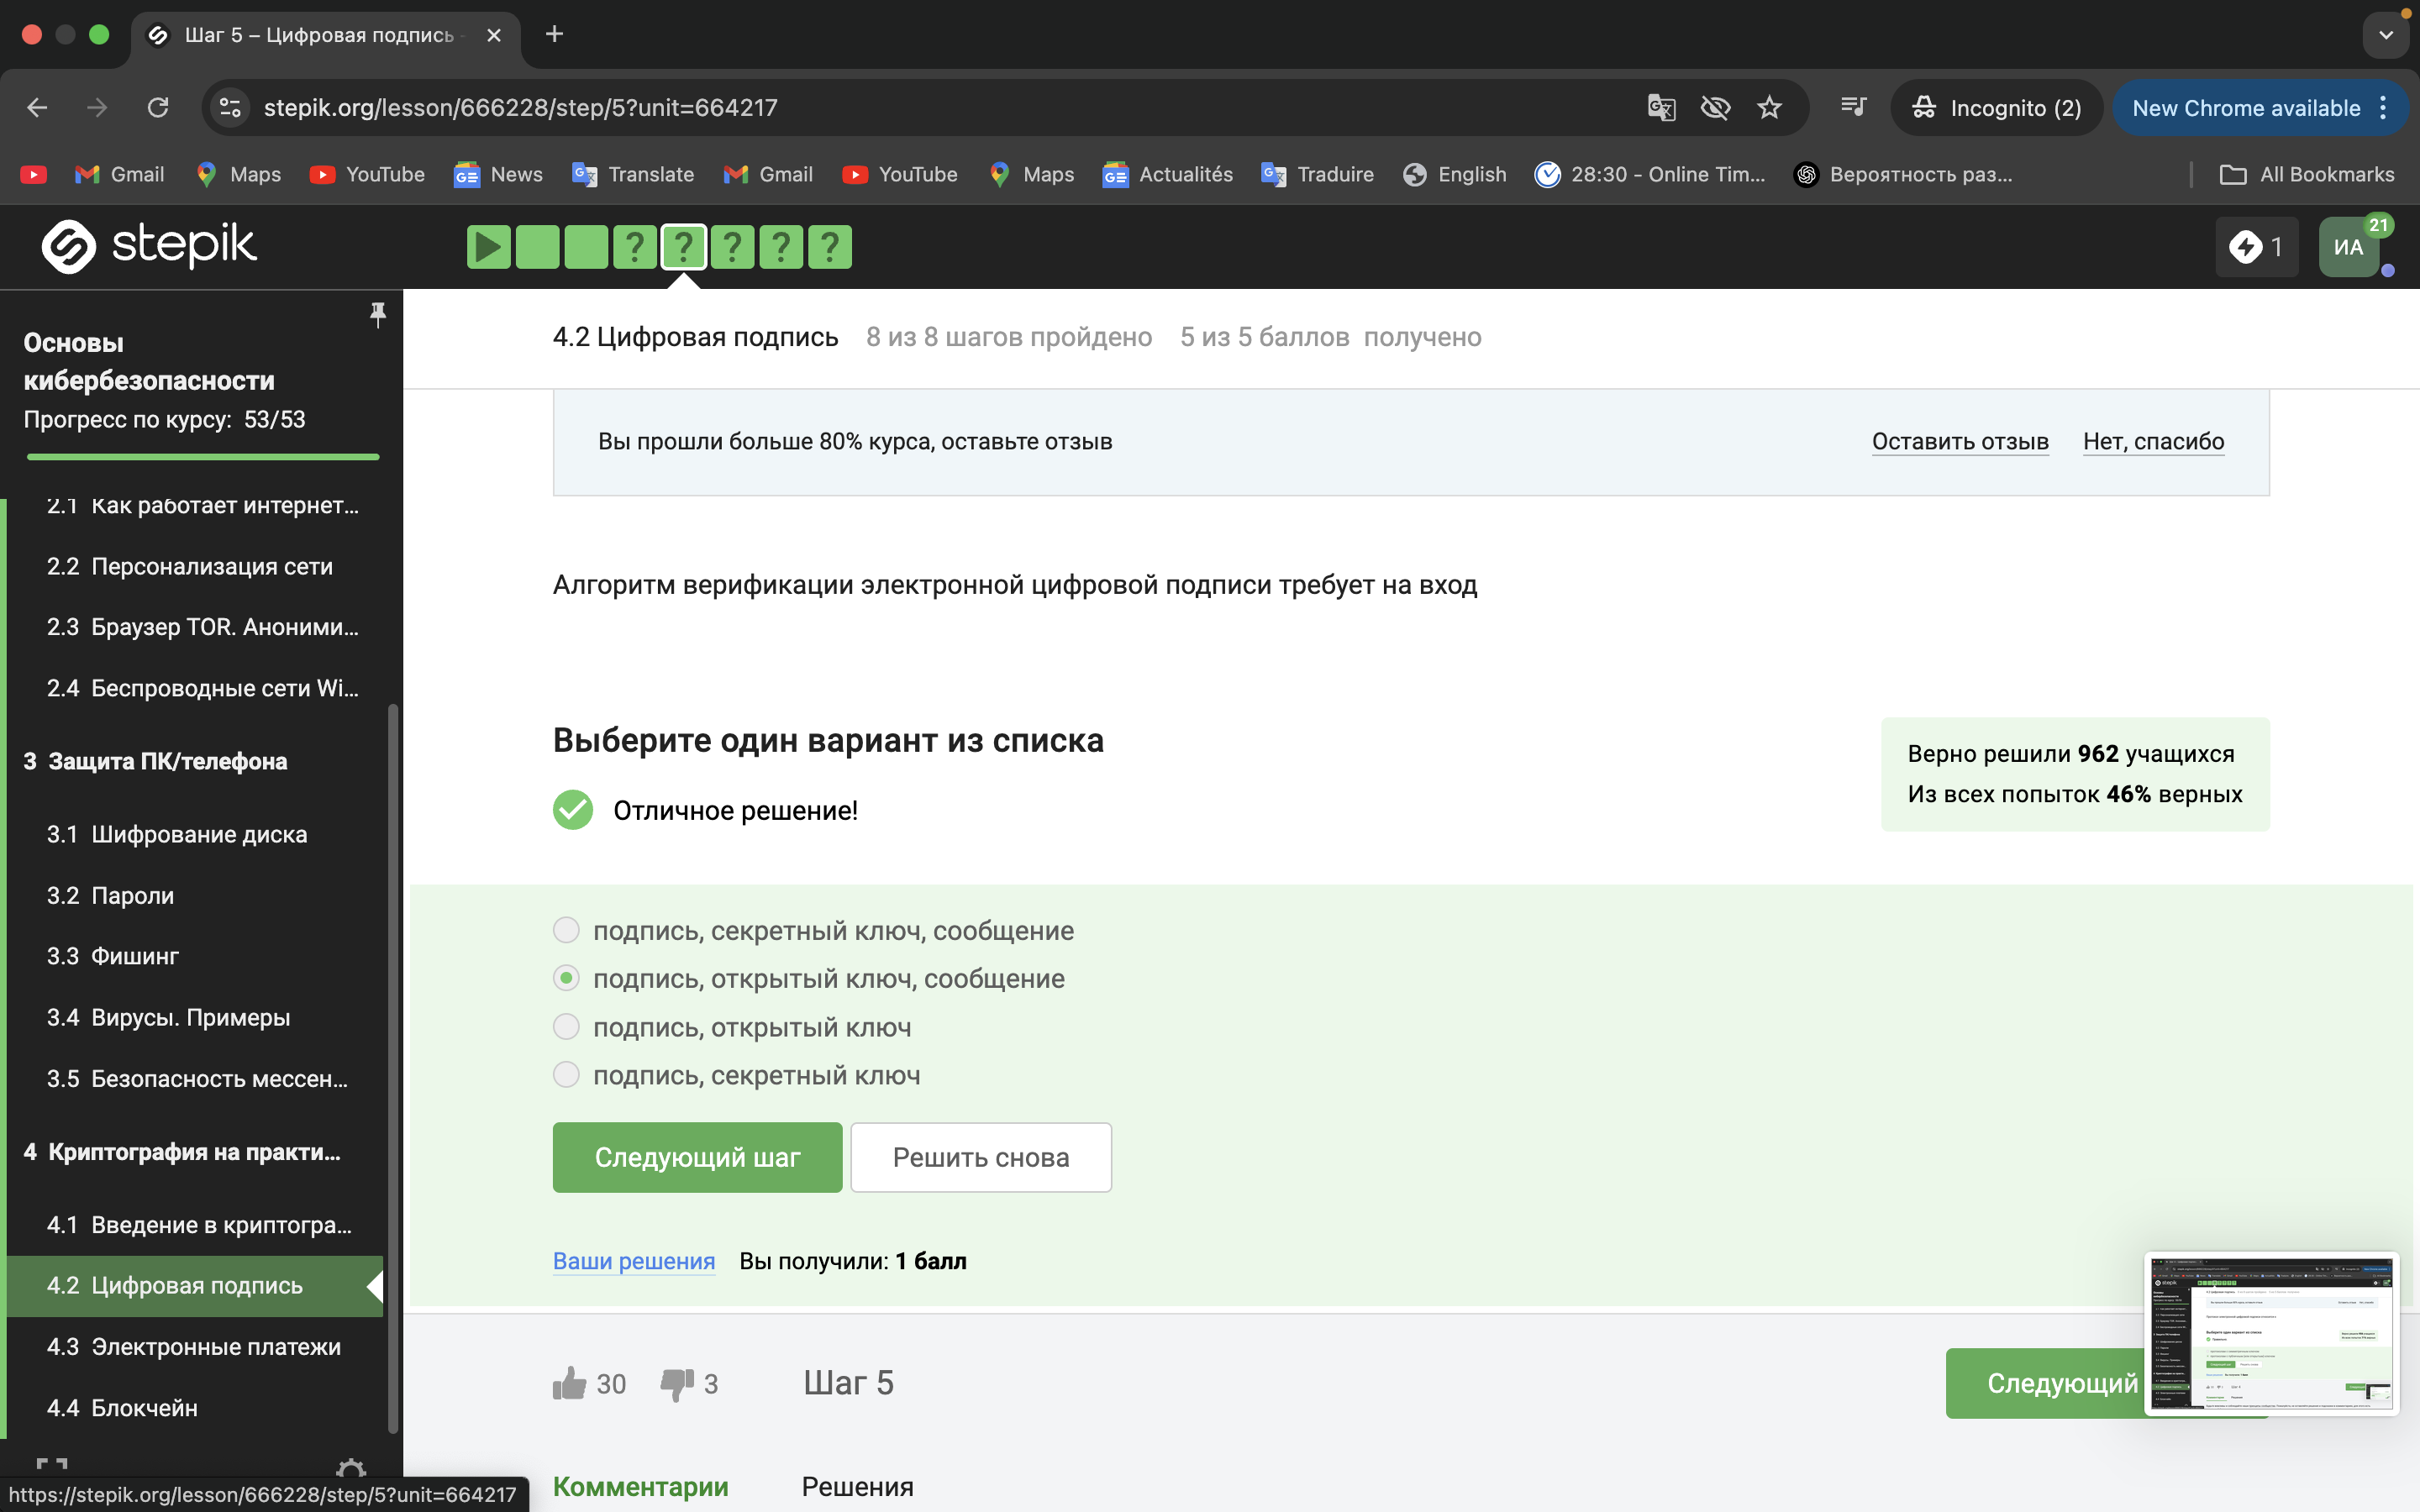 Шаг 5 – Цифровая подпись
stepik.org/lesson/666228/step/5?unit=664217
Incognito (2)
New Chrome available
Gmail
Maps
YouTube
News
Translate
Gmail
YouTube
Maps
Actualités
Traduire
English
28:30 - Online Tim...
Вероятность раз...
All Bookmarks
stepik
1
ИА
21
Основы
кибербезопасности
Прогресс по курсу: 53/53
2.1 Как работает интернет...
2.2 Персонализация сети
2.3 Браузер TOR. Анонимиз...
2.4 Беспроводные сети Wi...
3 Защита ПК/телефона
3.1 Шифрование диска
3.2 Пароли
3.3 Фишинг
3.4 Вирусы. Примеры
3.5 Безопасность мессен...
4 Криптография на практи...
4.1 Введение в криптогра...
4.2 Цифровая подпись
4.3 Электронные платежи
4.4 Блокчейн
https://stepik.org/lesson/666228/step/5?unit=664217
4.2 Цифровая подпись 8 из 8 шагов пройдено 5 из 5 баллов получено
Вы прошли больше 80% курса, оставьте отзыв
Оставить отзыв
Нет, спасибо
Алгоритм верификации электронной цифровой подписи требует на вход
Выберите один вариант из списка
Отличное решение!
Верно решили 962 учащихся
Из всех попыток 46% верных
подпись, секретный ключ, сообщение
подпись, открытый ключ, сообщение
подпись, открытый ключ
подпись, секретный ключ
Следующий шаг
Решить снова
Ваши решения
Вы получили: 1 балл
30
3
Шаг 5
Следующий
Комментарии
Решения